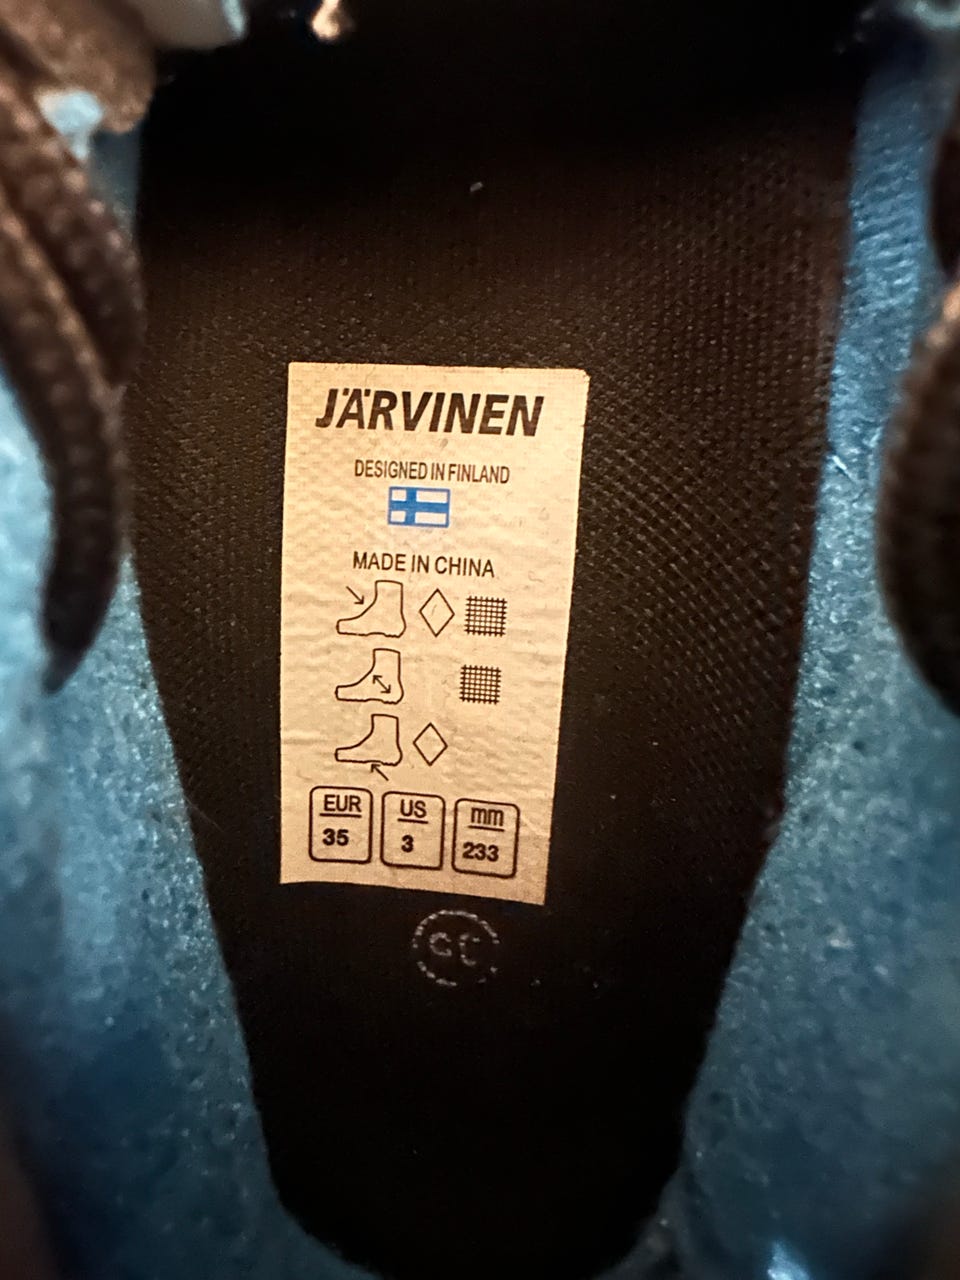 JÄRVINEN
DESIGNED IN FINLAND
MADE IN CHINA
EUR US mm
35 3 233